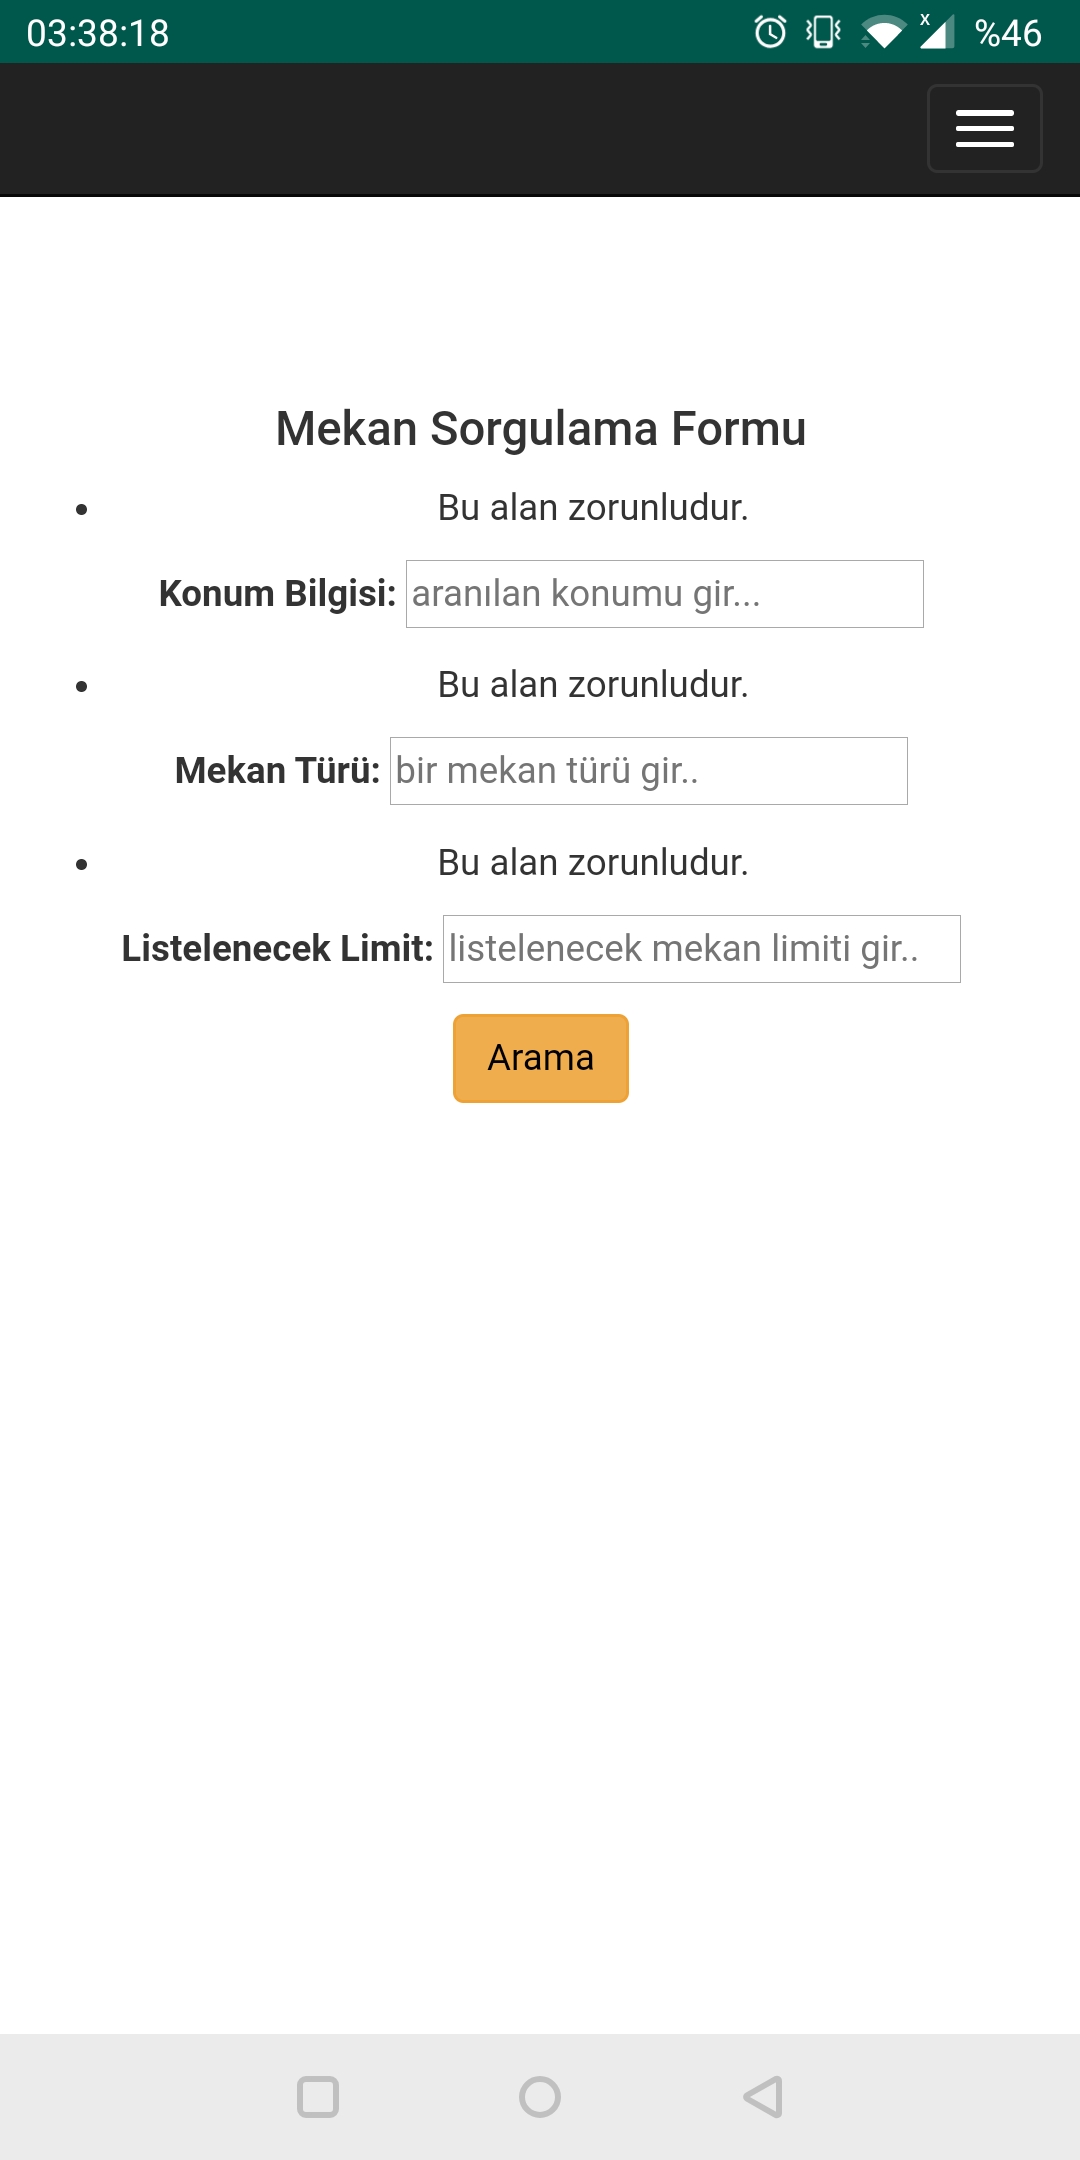 03:38:18
x
%46
Mekan Sorgulama Formu
• Bu alan zorunludur.
Konum Bilgisi: aranılan konumu gir...
• Bu alan zorunludur.
Mekan Türü: bir mekan türü gir..
• Bu alan zorunludur.
Listelenecek Limit: listelenecek mekan limiti gir..
Arama